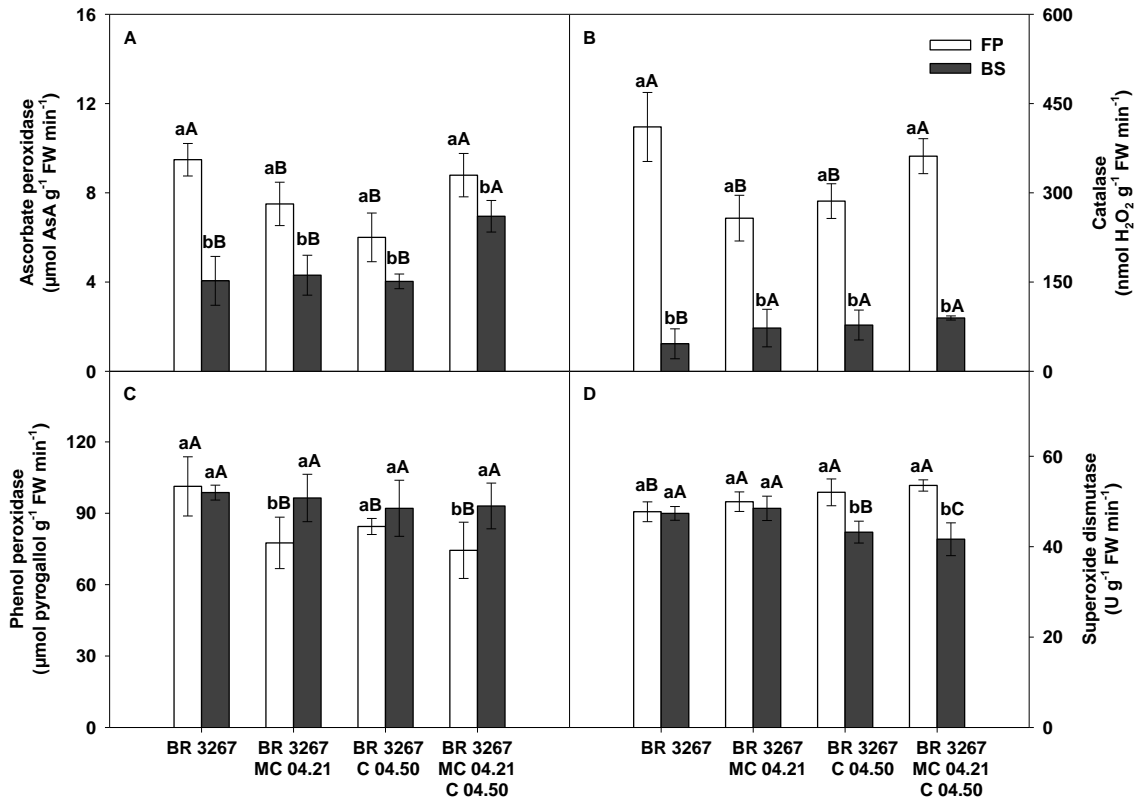 A
Ascorbate peroxidase
(µmol AsA g⁻¹ FW min⁻¹)
16
12
8
4
0
aA
bB
aB
bB
aB
bB
aA
bA
B
FP
BS
aA
bB
aB
bA
aB
bA
aA
bA
600
450
300
150
0
Catalase
(nmol H₂O₂ g⁻¹ FW min⁻¹)
C
Phenol peroxidase
(µmol pyrogallol g⁻¹ FW min⁻¹)
120
90
60
30
0
aA
aA
bB
aA
aB
aA
bB
aA
BR 3267
BR 3267
MC 04.21
BR 3267
C 04.50
BR 3267
MC 04.21
C 04.50
D
aB
aA
aA
aA
aA
bB
aA
bC
60
40
20
0
Superoxide dismutase
(U g⁻¹ FW min⁻¹)
BR 3267
BR 3267
MC 04.21
BR 3267
C 04.50
BR 3267
MC 04.21
C 04.50